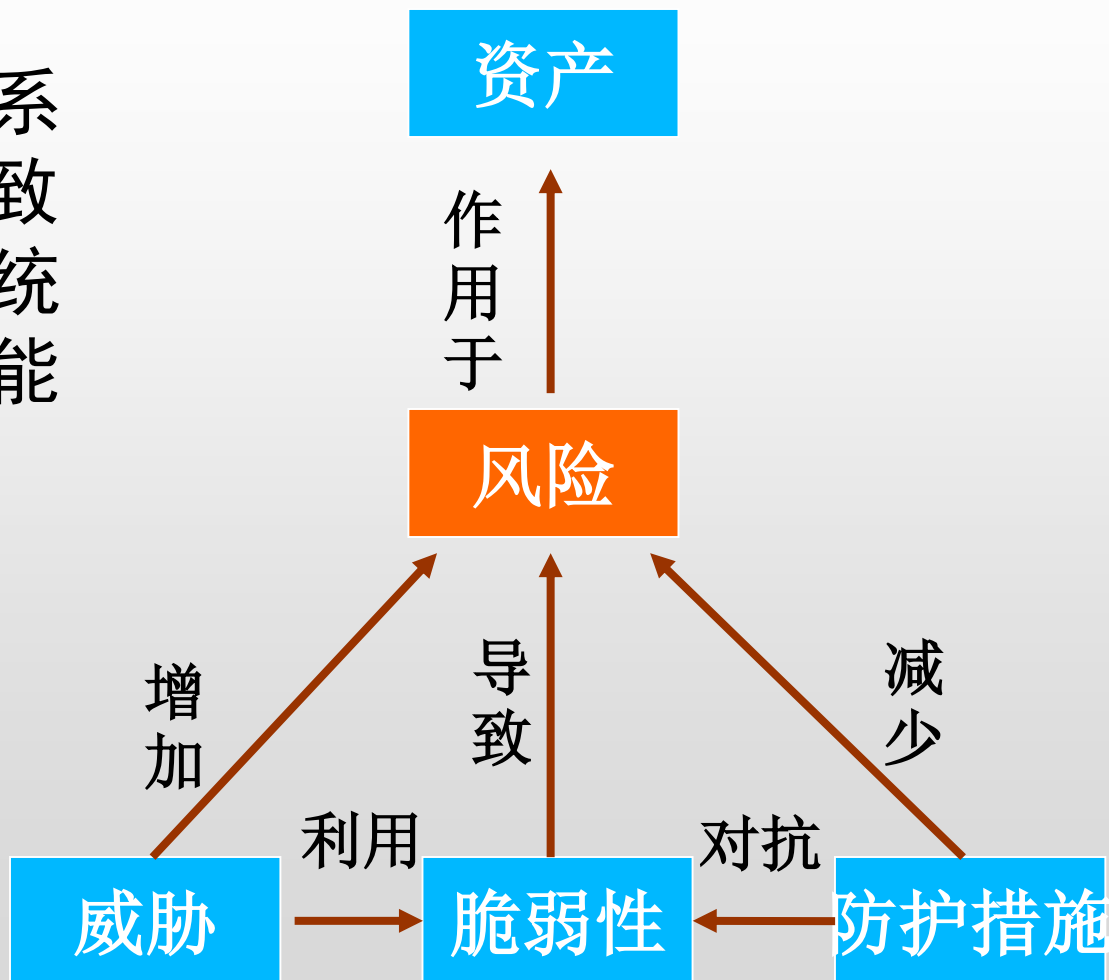 资产
系
致
统
能
作
用
于
风险
增
加
导
致
减
少
利用
对抗
威胁
脆弱性
防护措施